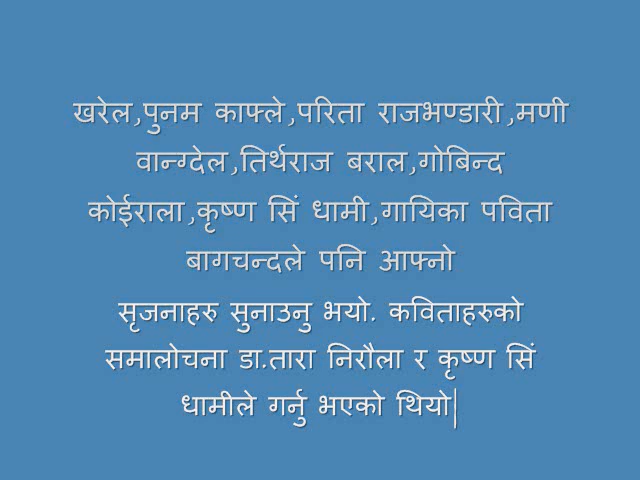 खरेल,पुनम काफ्ले,परिता राजभण्डारी,मणी
वान्ग्देल,तिर्थराज बराल,गोबिन्द
कोईराला,कृष्ण सिं धामी,गायिका पविता
बागचन्दले पनि आफ्नो
सृजनाहरु सुनाउनु भयो. कविताहरुको
समालोचना डा.तारा निरौला र कृष्ण सिं
धामीले गर्नु भएको थियो|